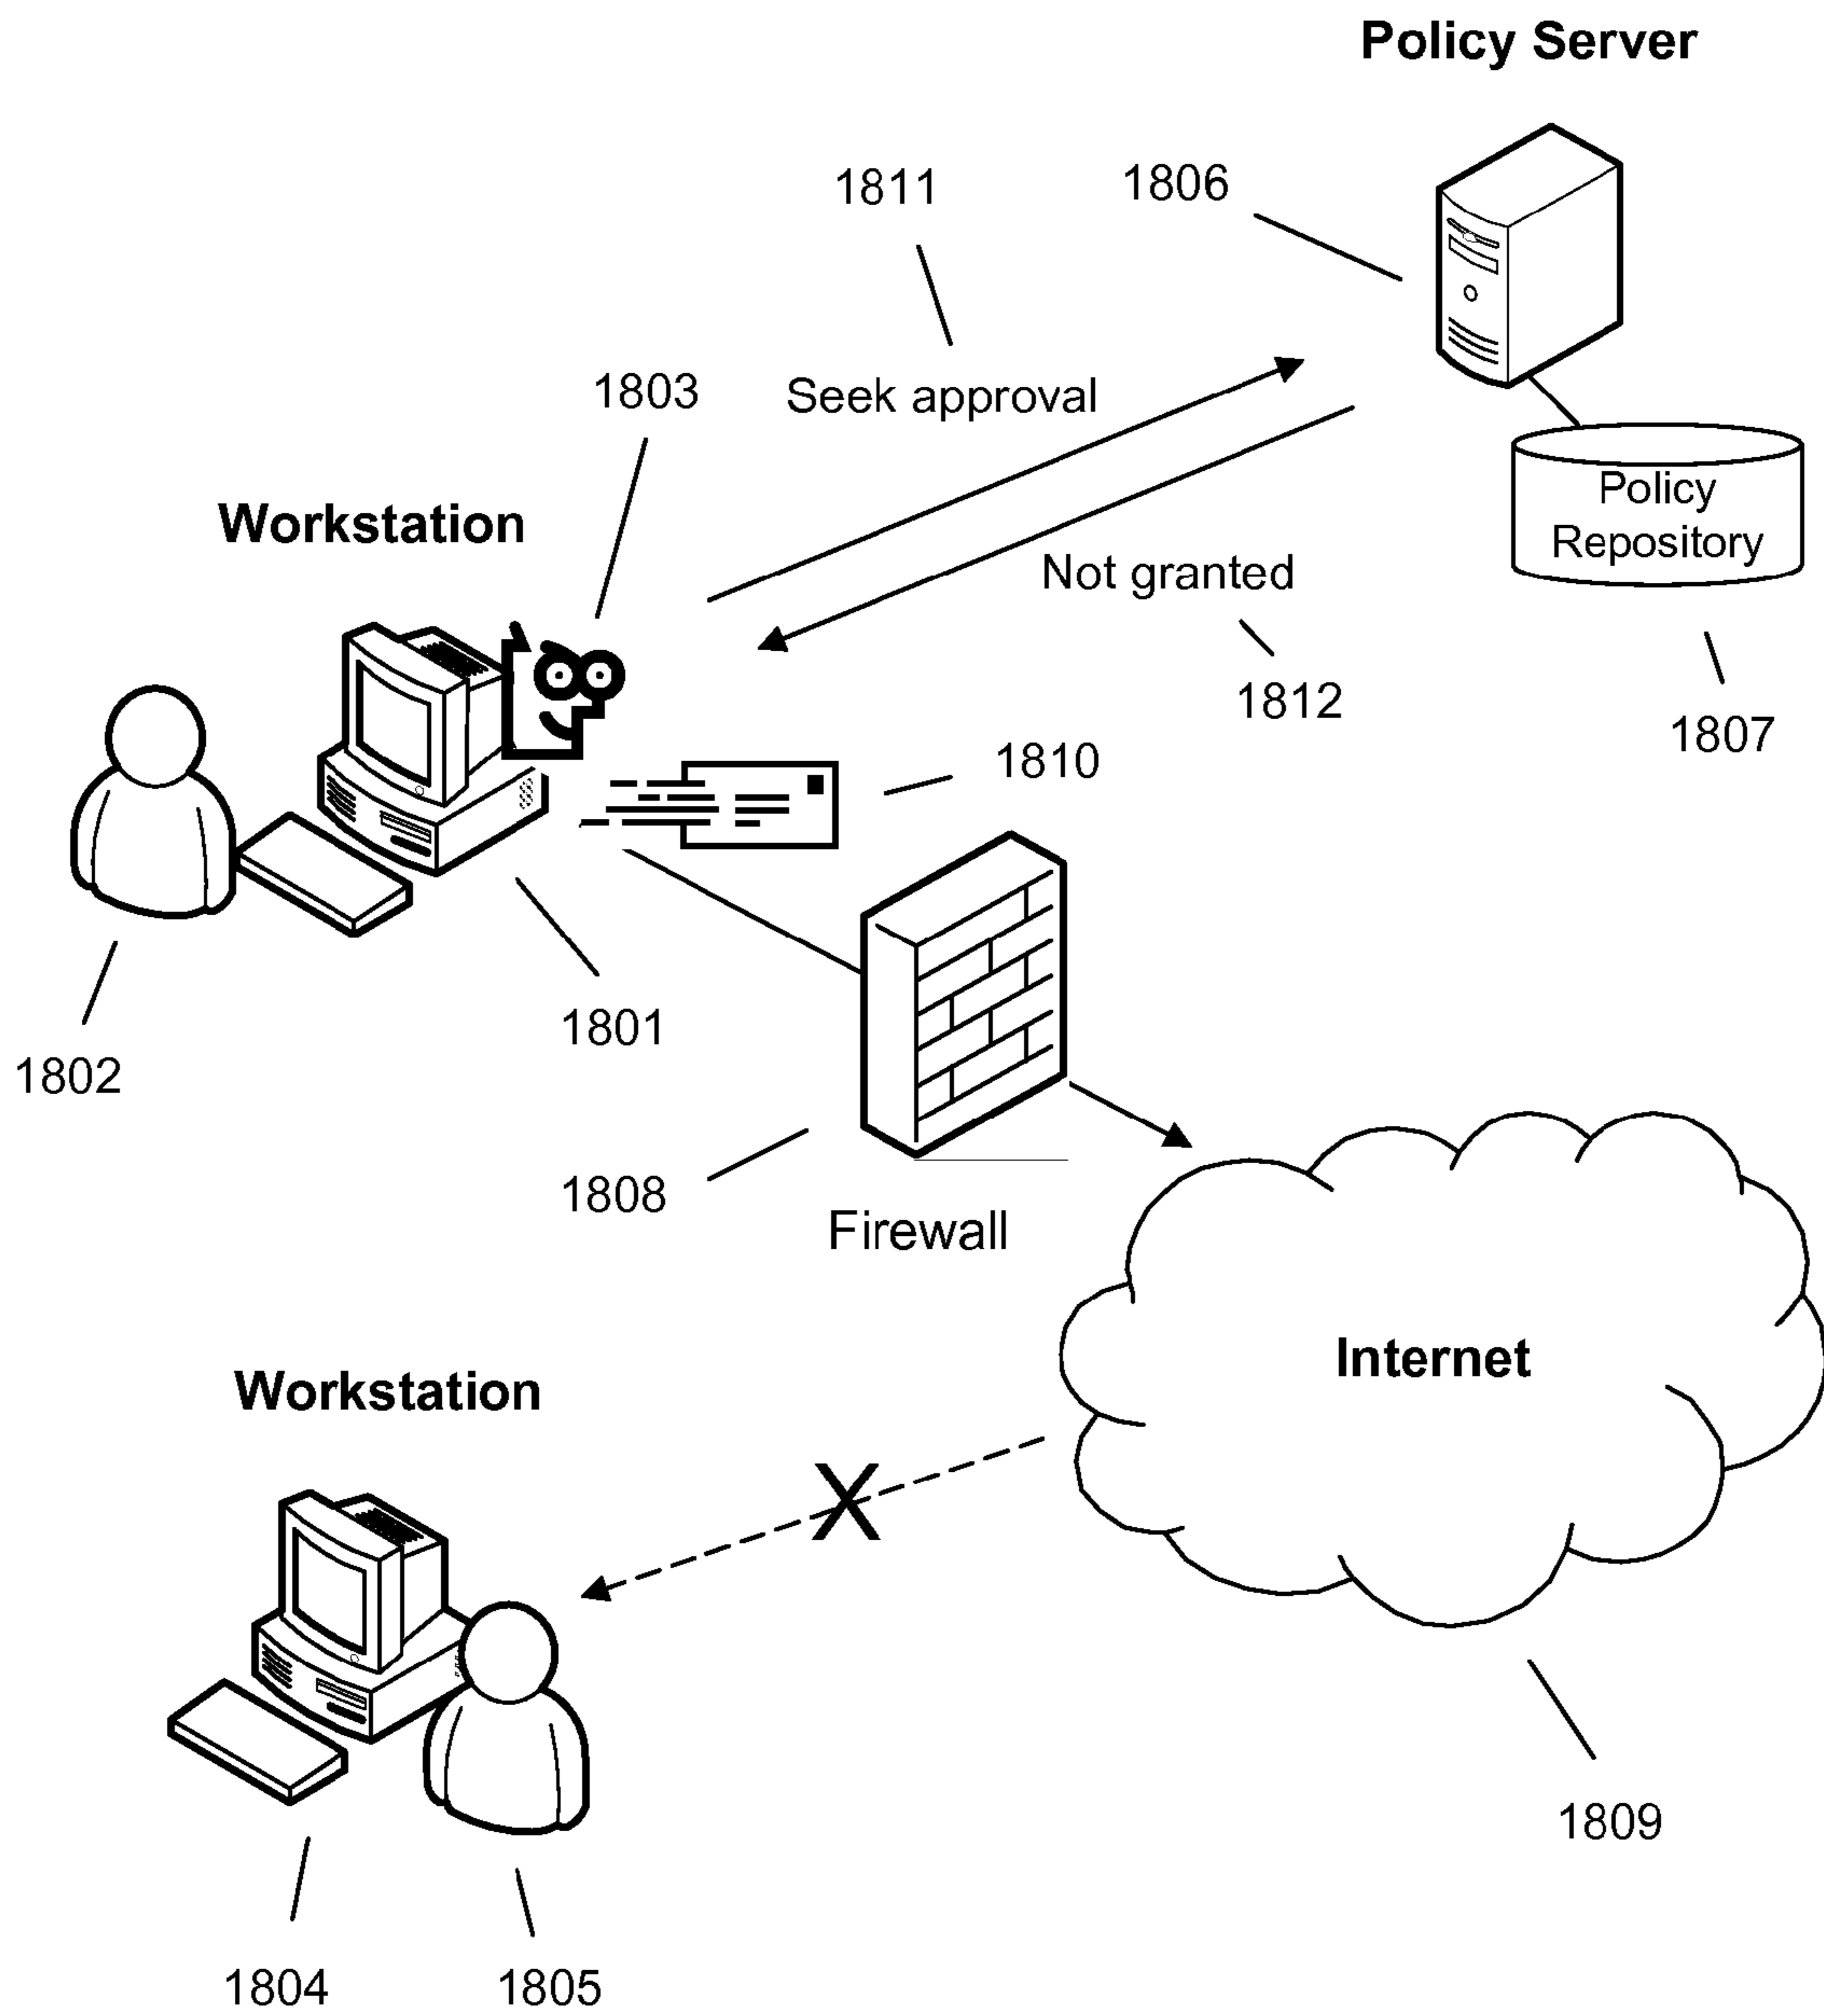 Policy Server
1811
1806
1803
Seek approval
Workstation
Policy
Repository
Not granted
1812
1807
1810
1801
1802
1808
Firewall
Internet
Workstation
1809
1804
1805